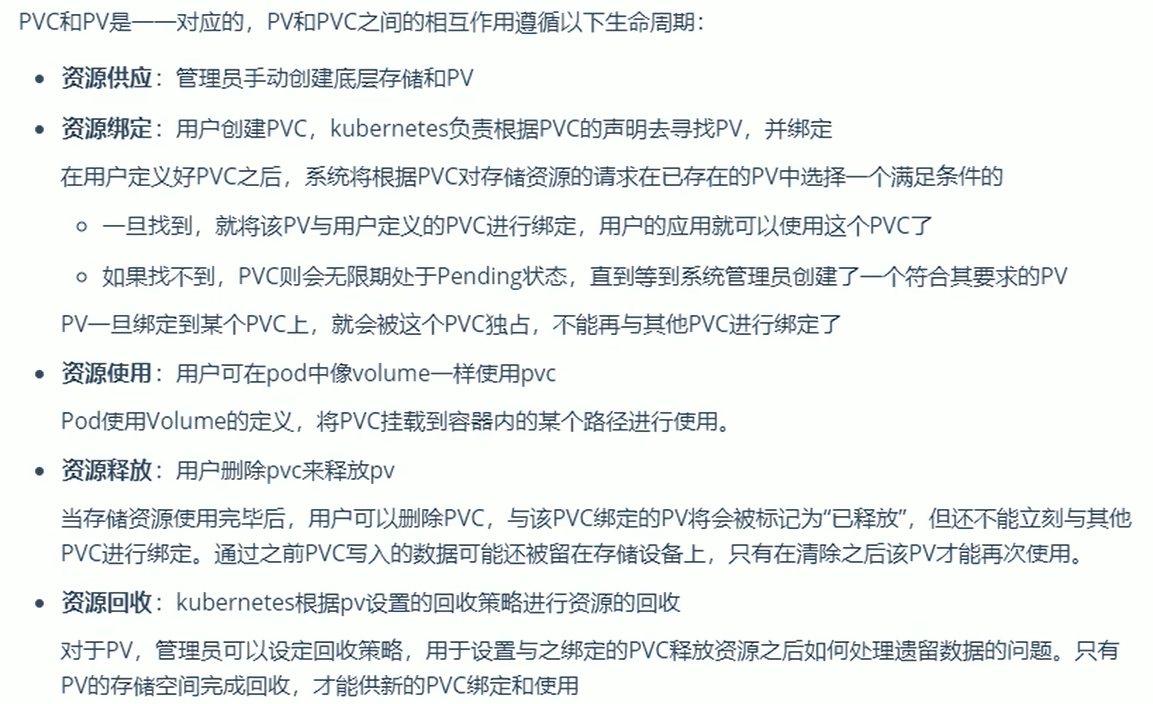 PVC和PV是一一对应的，PV和PVC之间的相互作用遵循以下生命周期：
• 资源供应：管理员手动创建底层存储和PV
• 资源绑定：用户创建PVC，kubernetes负责根据PVC的声明去寻找PV，并绑定
在用户定义好PVC之后，系统将根据PVC对存储资源的请求在已存在的PV中选择一个满足条件的
○ 一旦找到，就将该PV与用户定义的PVC进行绑定，用户的应用就可以使用这个PVC了
○ 如果找不到，PVC则会无限期处于Pending状态，直到等到系统管理员创建了一个符合其要求的PV
PV一旦绑定到某个PVC上，就会被这个PVC独占，不能再与其他PVC进行绑定了
• 资源使用：用户可在pod中像volume一样使用pvc
Pod使用Volume的定义，将PVC挂载到容器内的某个路径进行使用。
• 资源释放：用户删除pvc来释放pv
当存储资源使用完毕后，用户可以删除PVC，与该PVC绑定的PV将会被标记为“已释放”，但还不能立刻与其他
PVC进行绑定。通过之前PVC写入的数据可能还被留在存储设备上，只有在清除之后该PV才能再次使用。
• 资源回收：kubernetes根据pv设置的回收策略进行资源的回收
对于PV，管理员可以设定回收策略，用于设置与之绑定的PVC释放资源之后如何处理遗留数据的问题。只有
PV的存储空间完成回收，才能供新的PVC绑定和使用